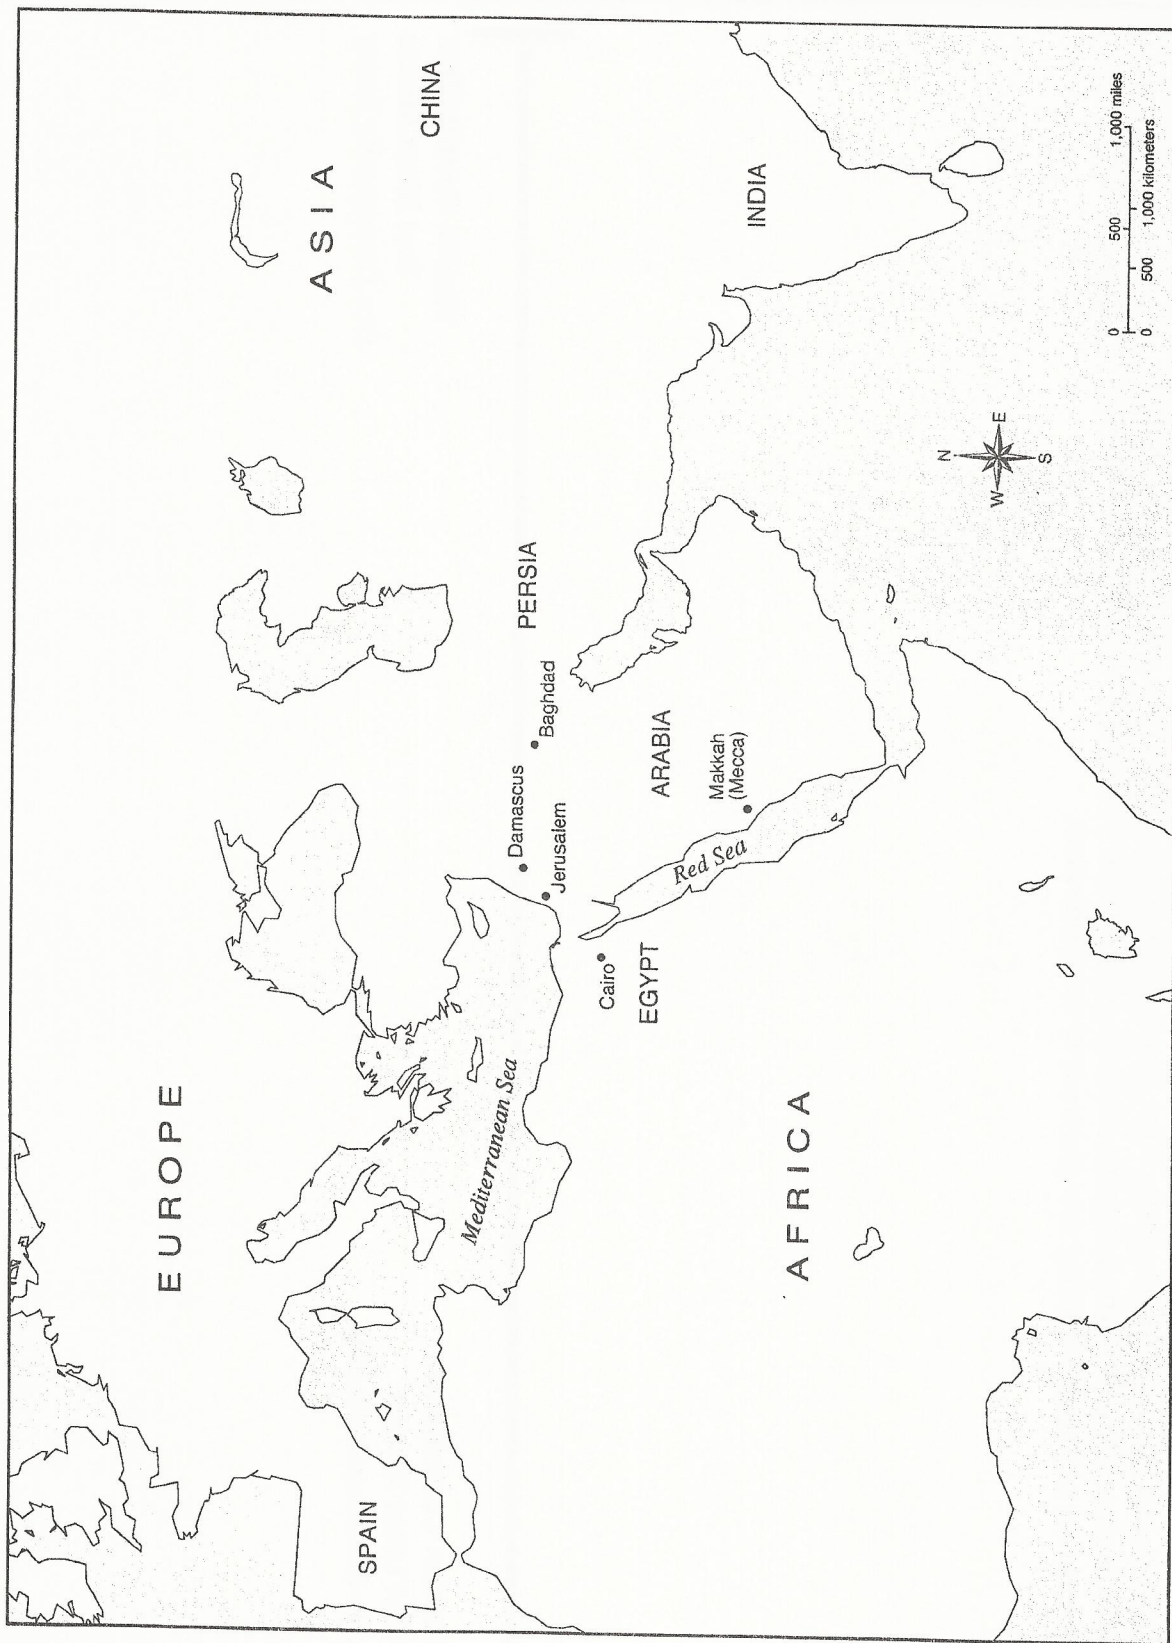 EUROPE
ASIA
CHINA
SPAIN
Mediterranean Sea
Damascus
Baghdad
PERSIA
Jerusalem
Cairo
EGYPT
ARABIA
Makkah
(Mecca)
Red Sea
INDIA
AFRICA
N
W
E
S
0 500 1,000 miles
0 500 1,000 kilometers